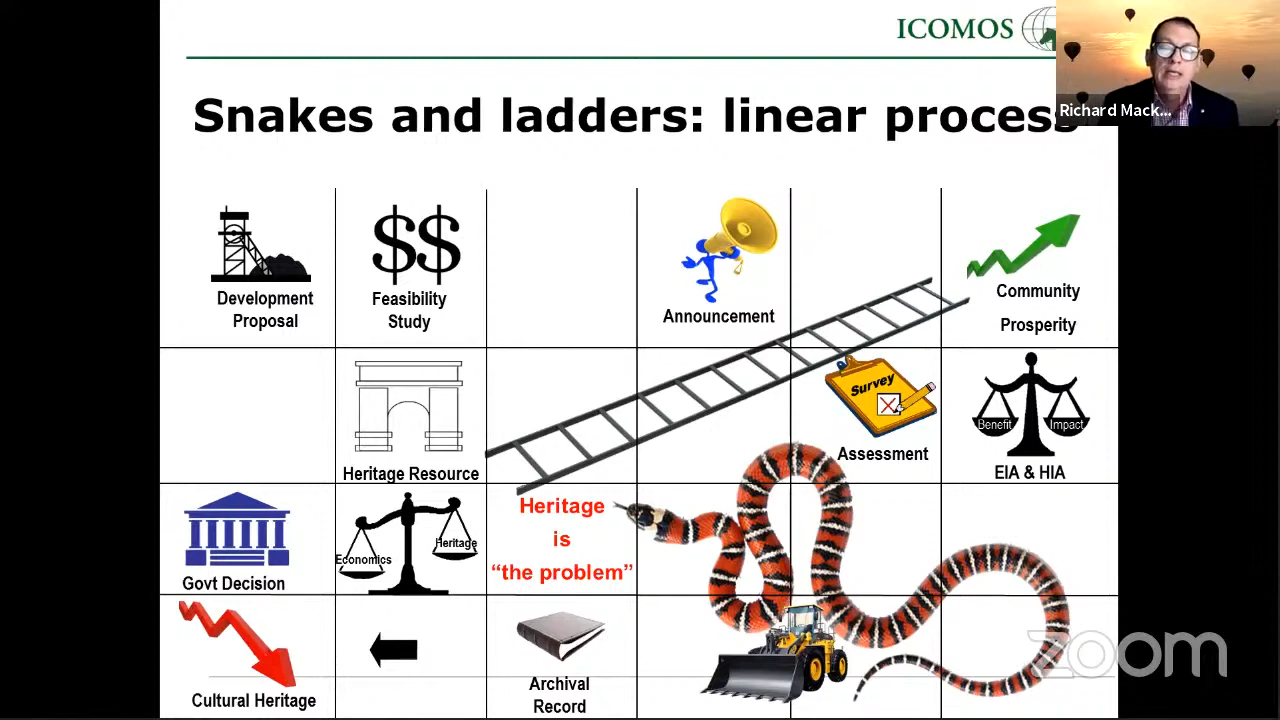 ICOMOS
Richard Mack...
Snakes and ladders: linear process
$$
Development
Proposal
Feasibility
Study
Announcement
Community
Prosperity
Survey
Heritage Resource
Assessment
Benefit
Impact
EIA & HIA
Heritage
is
“the problem”
Economics
Heritage
Govt Decision
Cultural Heritage
Archival
Record
zoom